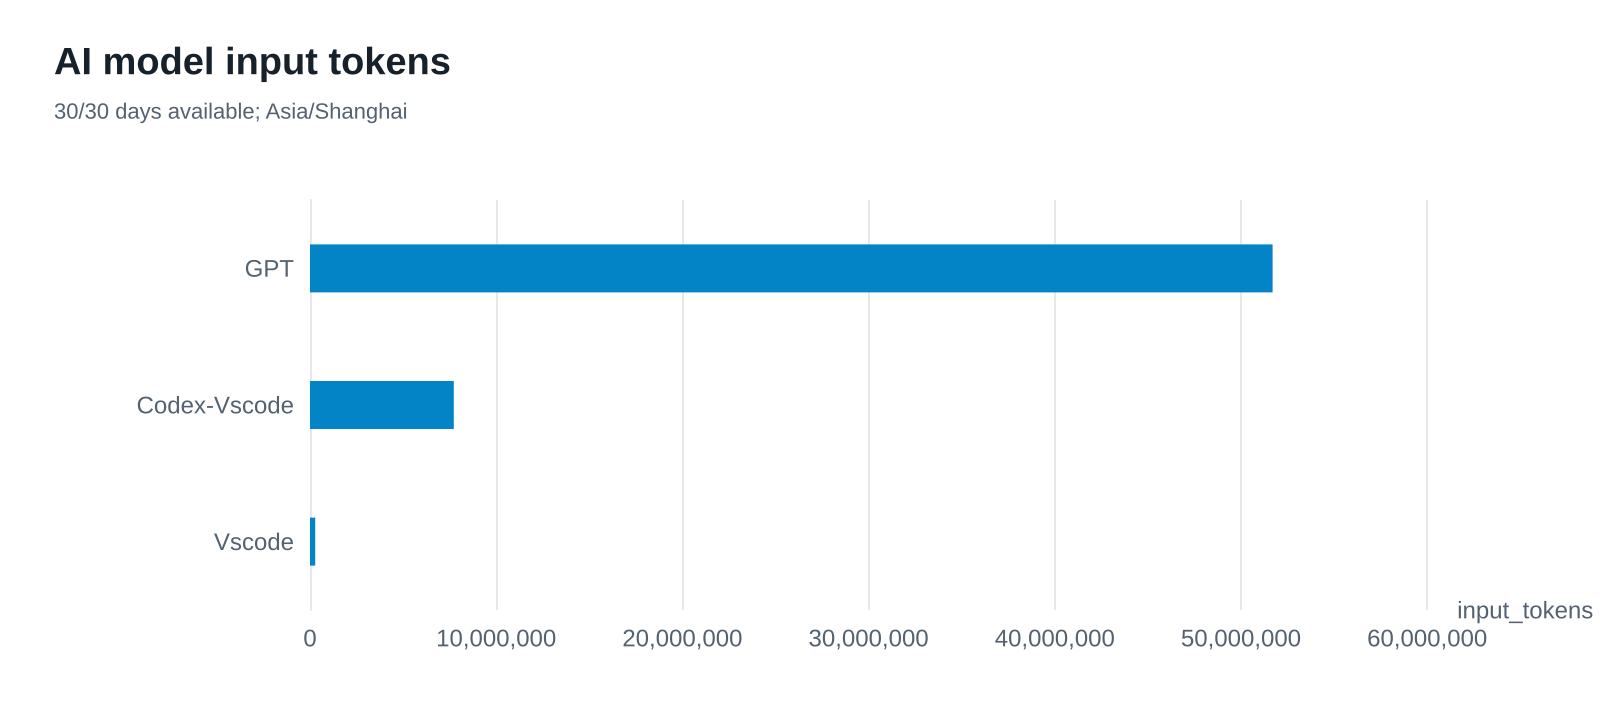 AI model input tokens
30/30 days available; Asia/Shanghai
GPT
Codex-Vscode
Vscode
input_tokens
0 10,000,000 20,000,000 30,000,000 40,000,000 50,000,000 60,000,000